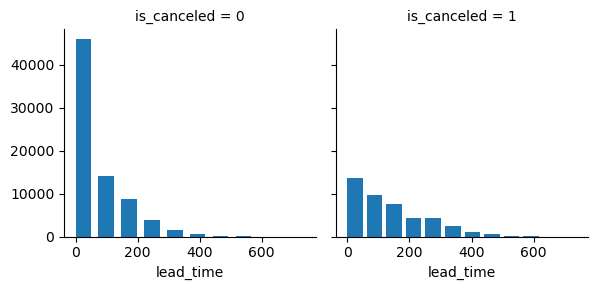 is_canceled = 0
is_canceled = 1
40000
30000
20000
10000
0
0 200 400 600
0 200 400 600
lead_time
lead_time